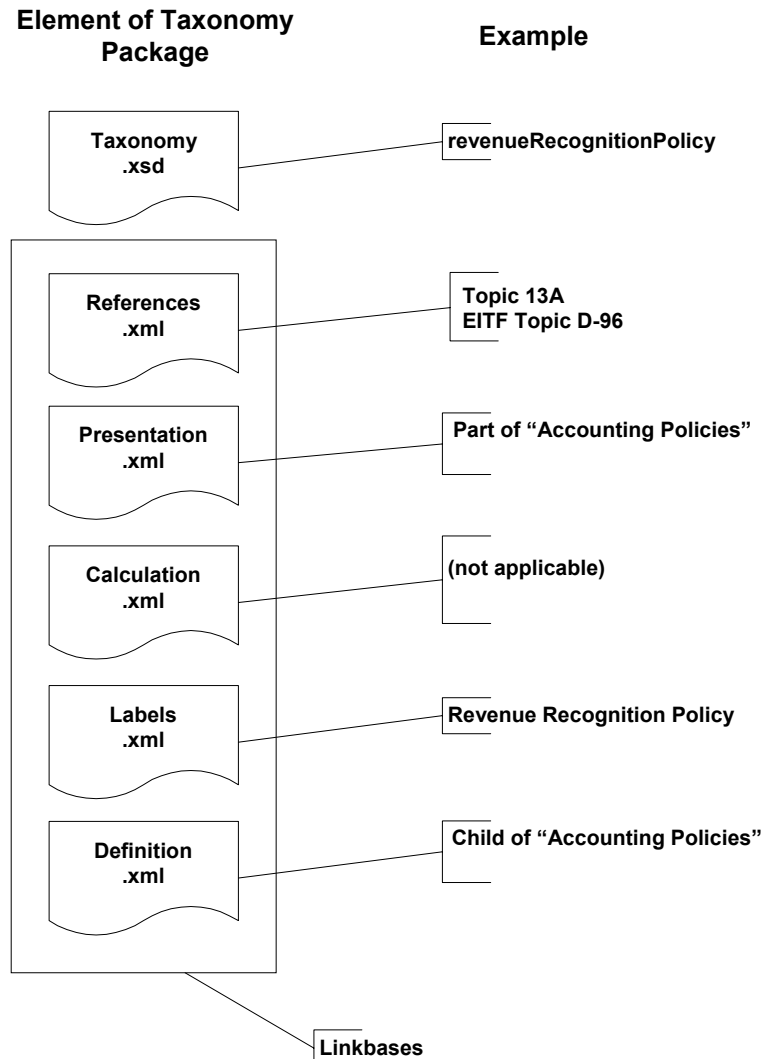 Element of Taxonomy
Package
Example
Taxonomy
.xsd
revenueRecognitionPolicy
References
.xml
Topic 13A
EITF Topic D-96
Presentation
.xml
Part of “Accounting Policies”
Calculation
.xml
(not applicable)
Labels
.xml
Revenue Recognition Policy
Definition
.xml
Child of “Accounting Policies”
Linkbases